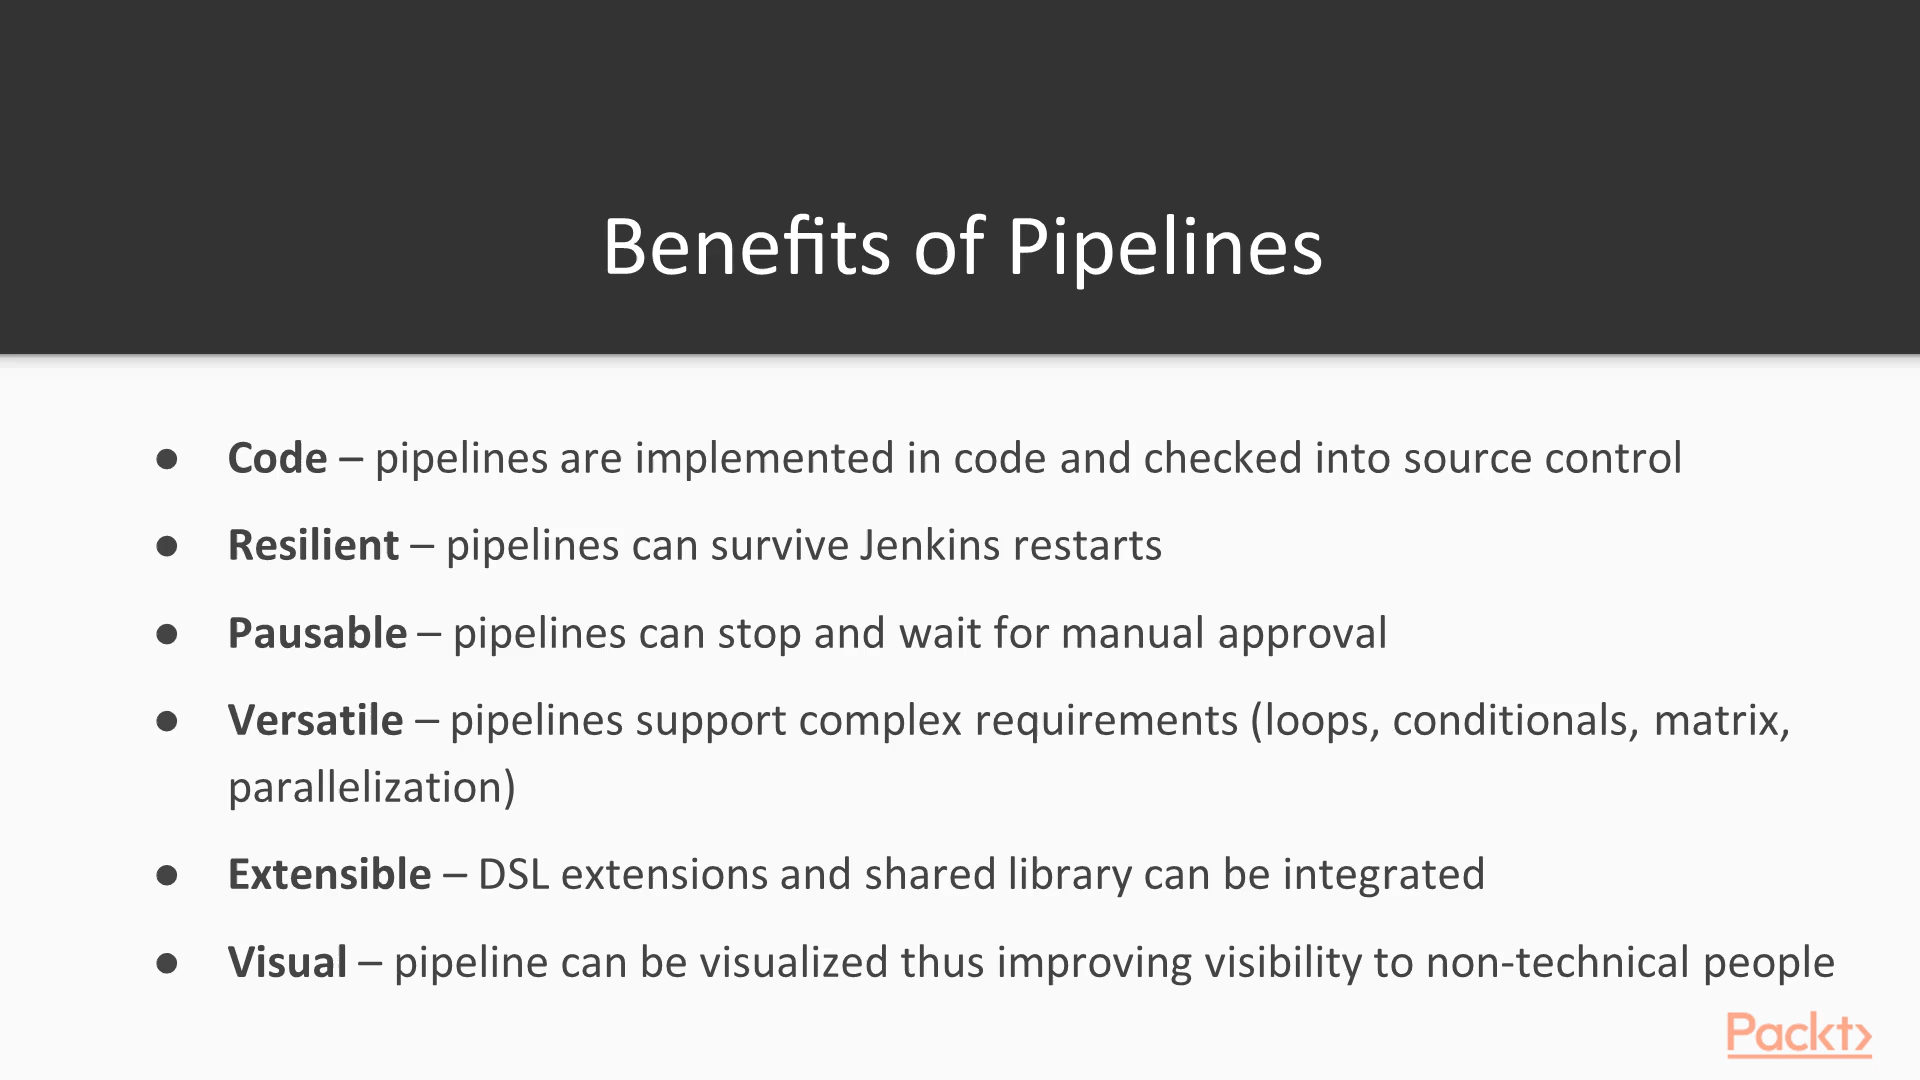 Benefits of Pipelines
● Code – pipelines are implemented in code and checked into source control
● Resilient – pipelines can survive Jenkins restarts
● Pausable – pipelines can stop and wait for manual approval
● Versatile – pipelines support complex requirements (loops, conditionals, matrix,
parallelization)
● Extensible – DSL extensions and shared library can be integrated
● Visual – pipeline can be visualized thus improving visibility to non-technical people
Packt>